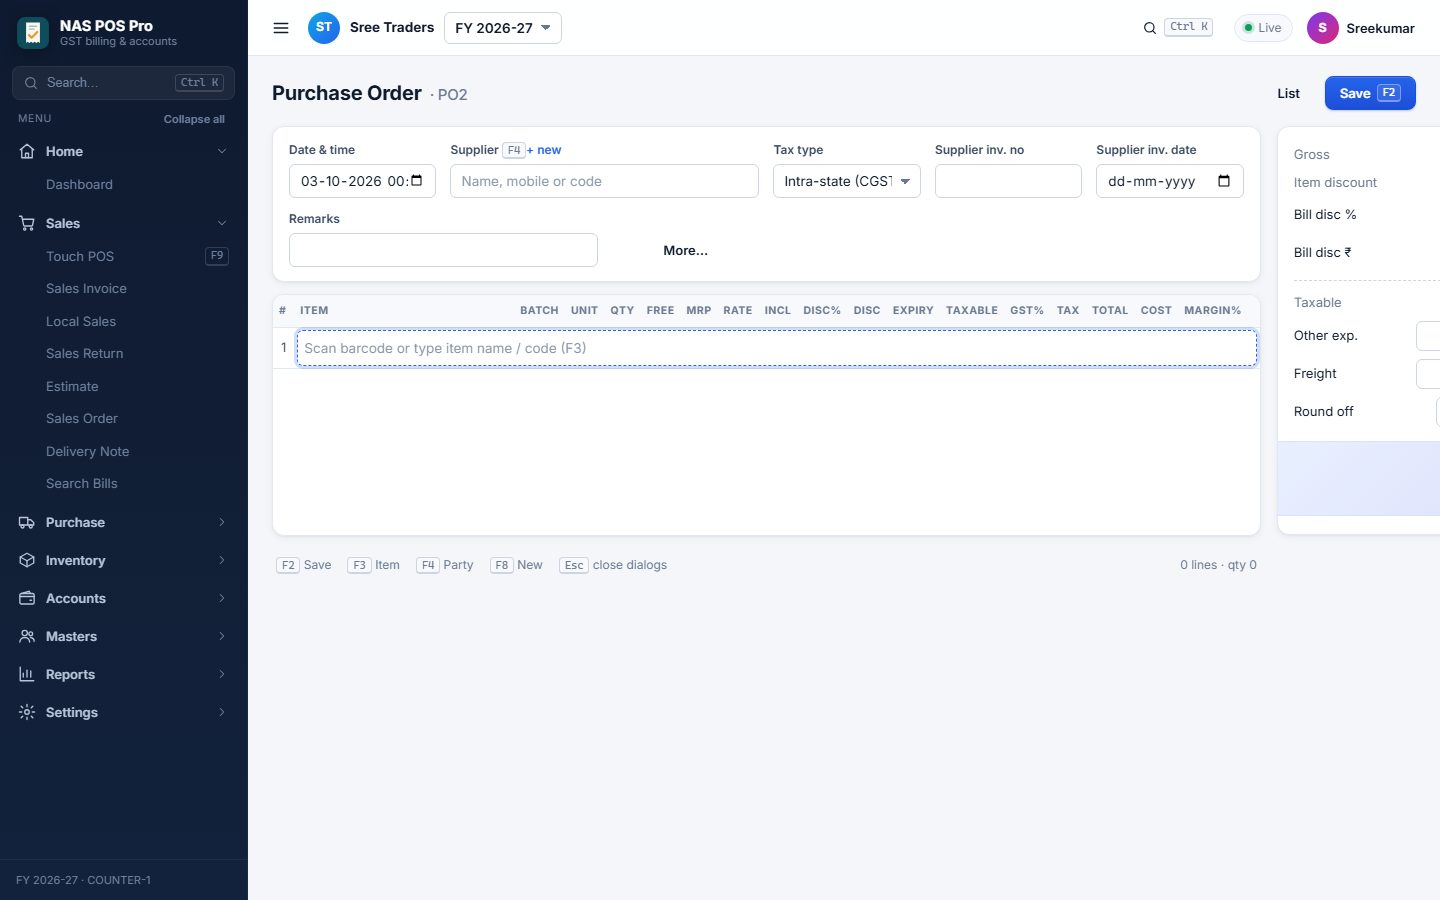 NAS POS Pro
GST billing & accounts
Search... Ctrl K
MENU Collapse all
Home
Dashboard
Sales
Touch POS F9
Sales Invoice
Local Sales
Sales Return
Estimate
Sales Order
Delivery Note
Search Bills
Purchase
Inventory
Accounts
Masters
Reports
Settings
FY 2026-27 · COUNTER-1
ST Sree Traders FY 2026-27 Ctrl K Live S Sreekumar
Purchase Order · PO2 List Save F2
Date & time Supplier F4 + new Tax type Supplier inv. no Supplier inv. date
03-10-2026 00: Name, mobile or code Intra-state (CGST dd-mm-yyyy
Remarks
More...
# ITEM BATCH UNIT QTY FREE MRP RATE INCL DISC% DISC EXPIRY TAXABLE GST% TAX TOTAL COST MARGIN%
1 Scan barcode or type item name / code (F3)
F2 Save F3 Item F4 Party F8 New Esc close dialogs 0 lines · qty 0
Gross
Item discount
Bill disc %
Bill disc ₹
Taxable
Other exp.
Freight
Round off